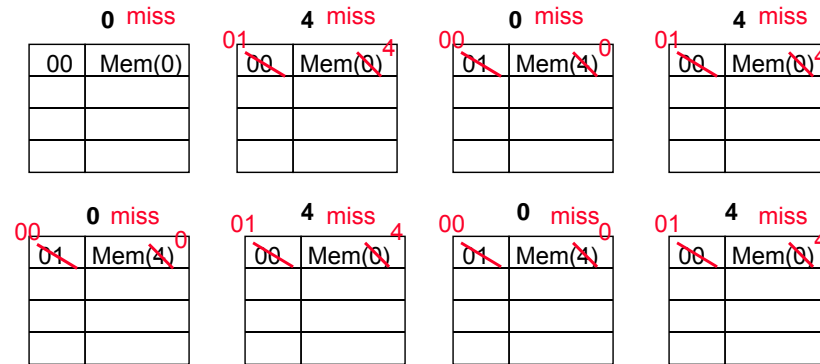 0 miss 4 miss 0 miss 4 miss
01 4 00 0 01 4
00 Mem(0) 00 Mem(0) 01 Mem(4) 00 Mem(0)
0 miss 4 miss 0 miss 4 miss
00 0 01 4 00 0 01 4
01 Mem(4) 00 Mem(0) 01 Mem(4) 00 Mem(0)